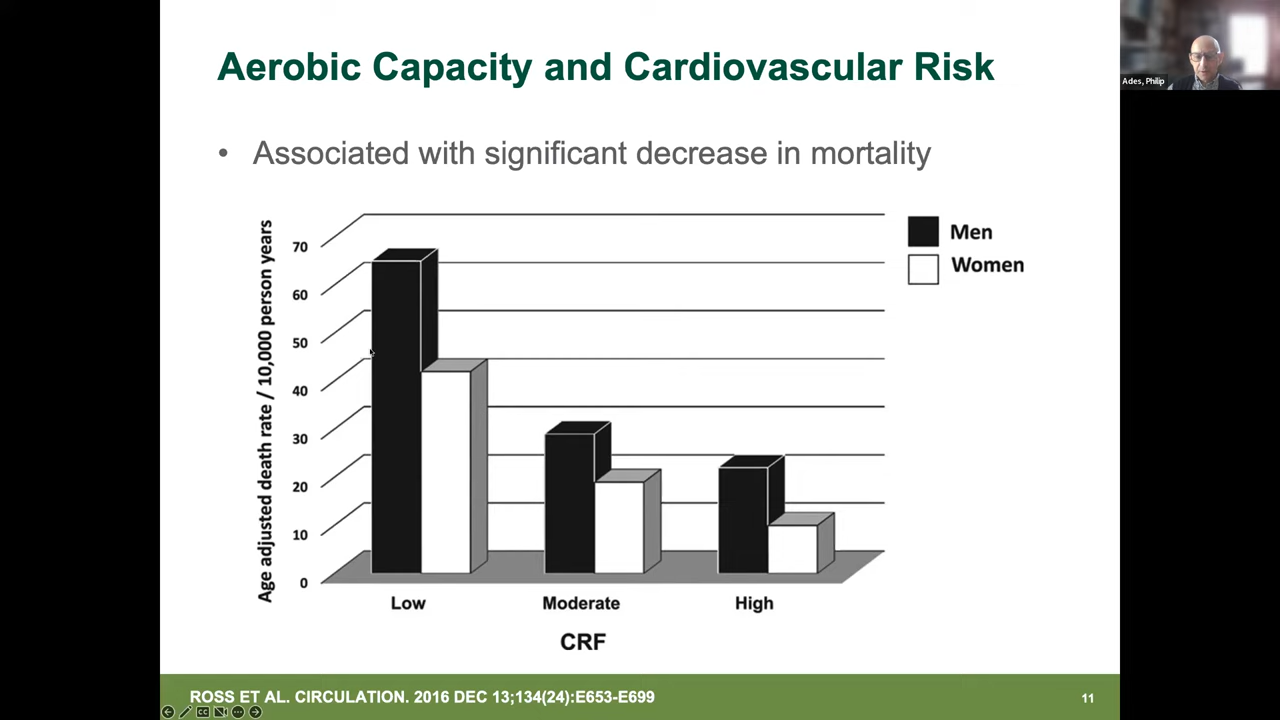 Aerobic Capacity and Cardiovascular Risk
Ades, Philip
• Associated with significant decrease in mortality
Age adjusted death rate / 10,000 person years
70
60
50
40
30
20
10
0
Men
Women
Low Moderate High
CRF
ROSS ET AL. CIRCULATION. 2016 DEC 13;134(24):E653-E699
11
CC